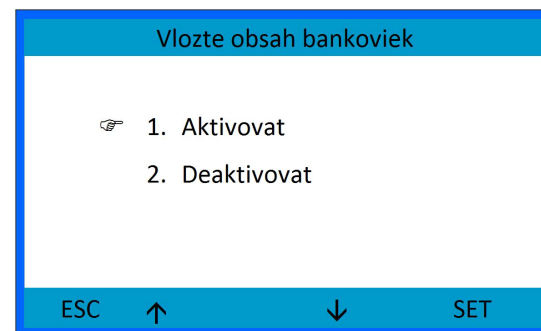 Vlozte obsah bankoviek
☞ 1. Aktivovat
2. Deaktivovat
ESC ↑ ↓ SET